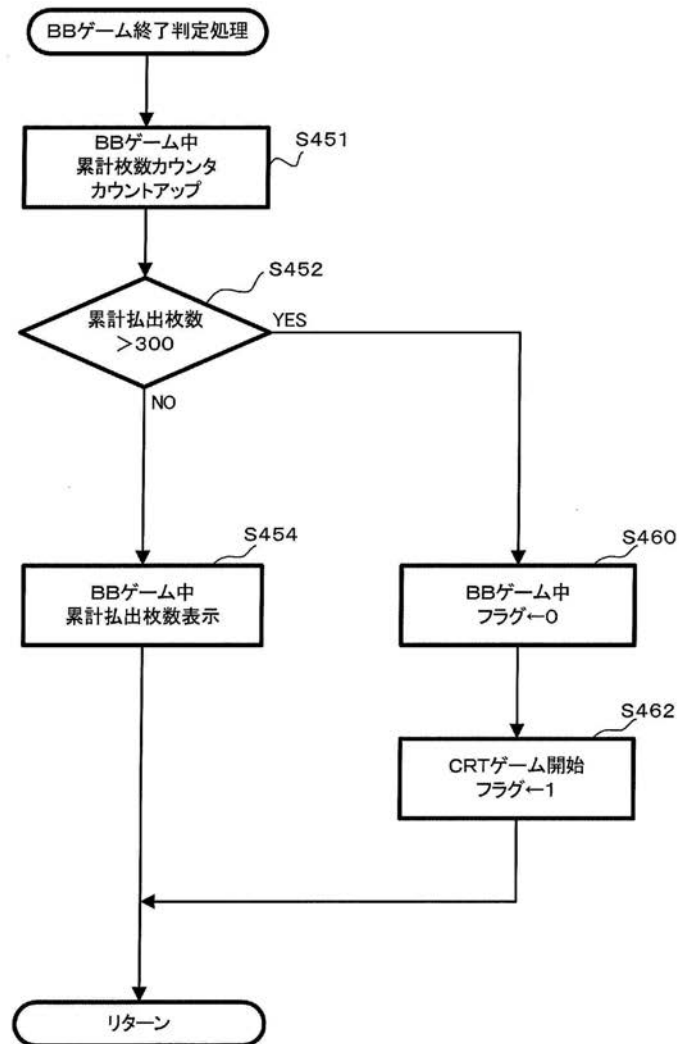 BBゲーム終了判定処理
S451
BBゲーム中
累計枚数カウンタ
カウントアップ
S452
累計払出枚数
>300
YES
NO
S454
BBゲーム中
累計払出枚数表示
S460
BBゲーム中
フラグ←0
S462
CRTゲーム開始
フラグ←1
リターン